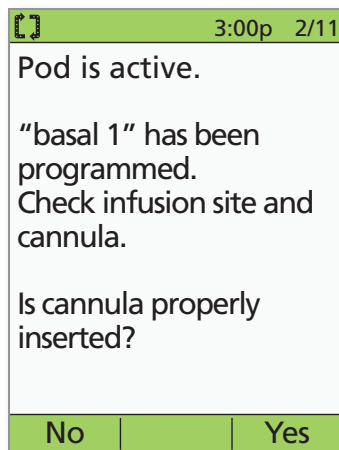 3:00p 2/11
Pod is active.
“basal 1” has been
programmed.
Check infusion site and
cannula.
Is cannula properly
inserted?
No Yes